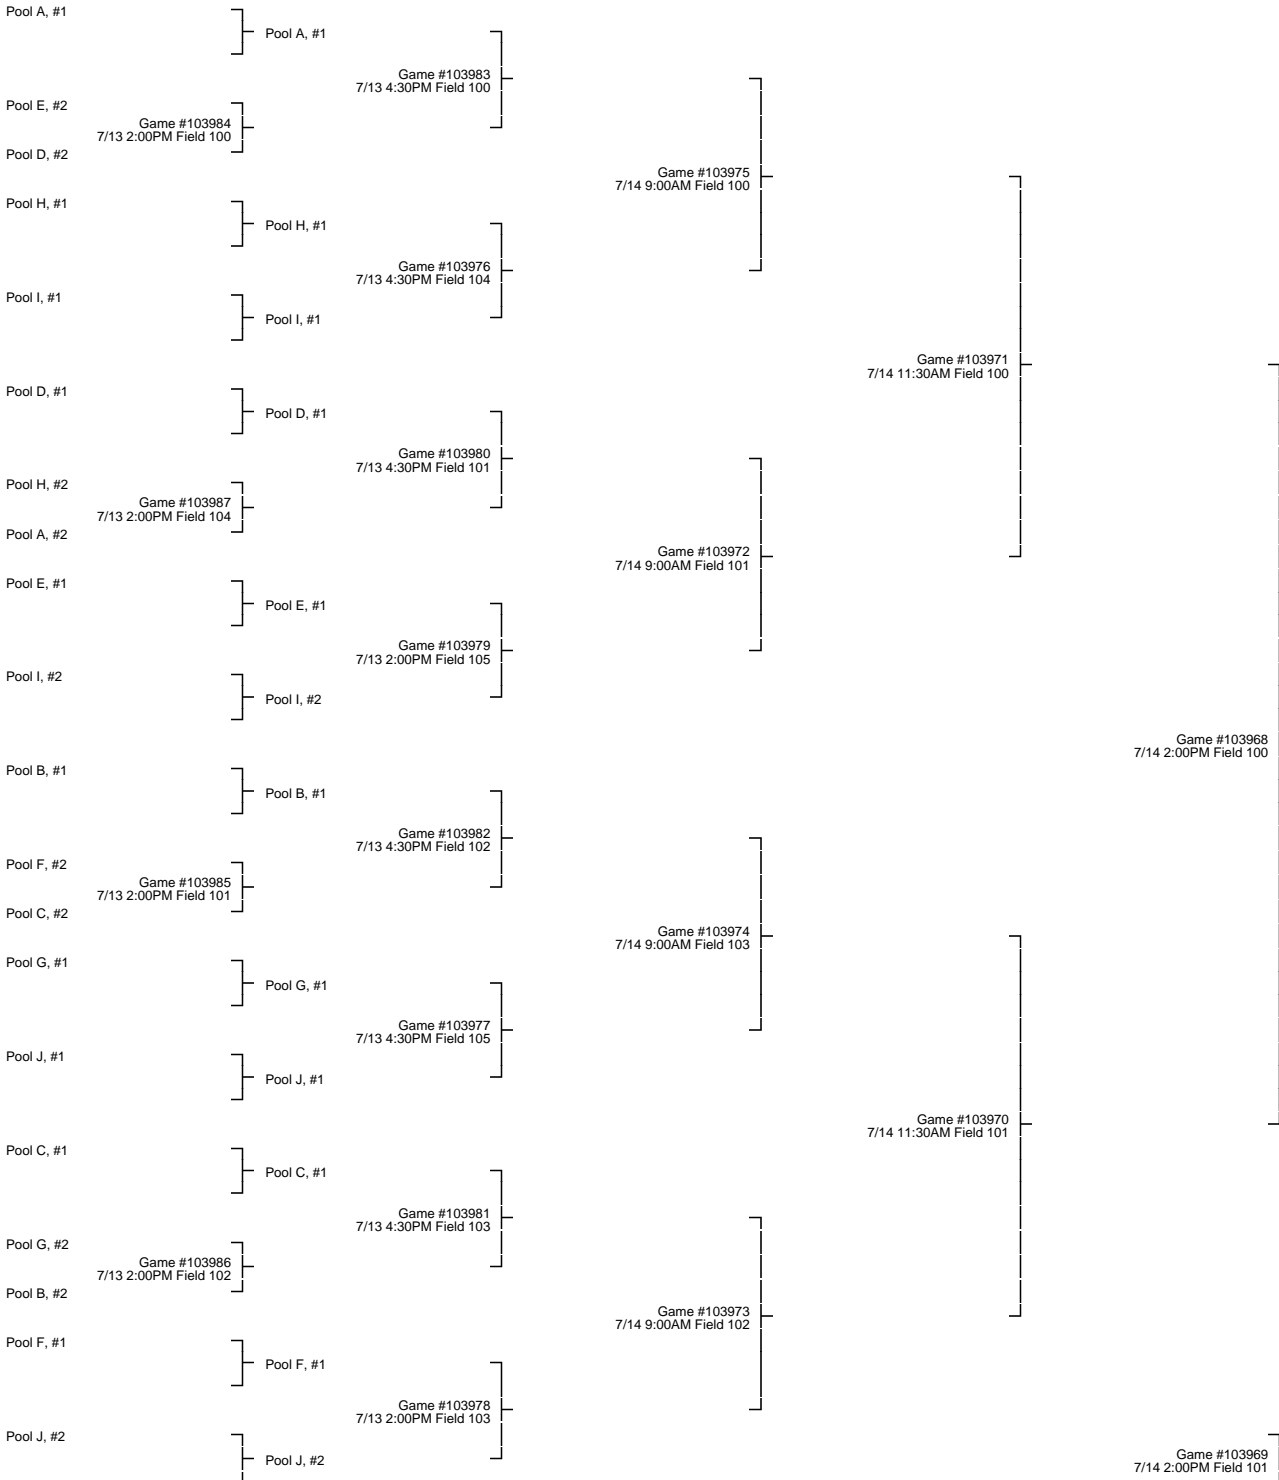 Pool A, #1
Pool A, #1
Game #103983
7/13 4:30PM Field 100
Pool E, #2
Game #103984
7/13 2:00PM Field 100
Pool D, #2
Game #103975
7/14 9:00AM Field 100
Pool H, #1
Pool H, #1
Game #103976
7/13 4:30PM Field 104
Pool I, #1
Pool I, #1
Game #103971
7/14 11:30AM Field 100
Pool D, #1
Pool D, #1
Game #103980
7/13 4:30PM Field 101
Pool H, #2
Game #103987
7/13 2:00PM Field 104
Pool A, #2
Game #103972
7/14 9:00AM Field 101
Pool E, #1
Pool E, #1
Game #103979
7/13 2:00PM Field 105
Pool I, #2
Pool I, #2
Game #103968
7/14 2:00PM Field 100
Pool B, #1
Pool B, #1
Game #103982
7/13 4:30PM Field 102
Pool F, #2
Game #103985
7/13 2:00PM Field 101
Pool C, #2
Game #103974
7/14 9:00AM Field 103
Pool G, #1
Pool G, #1
Game #103977
7/13 4:30PM Field 105
Pool J, #1
Pool J, #1
Game #103970
7/14 11:30AM Field 101
Pool C, #1
Pool C, #1
Game #103981
7/13 4:30PM Field 103
Pool G, #2
Game #103986
7/13 2:00PM Field 102
Pool B, #2
Game #103973
7/14 9:00AM Field 102
Pool F, #1
Pool F, #1
Game #103978
7/13 2:00PM Field 103
Pool J, #2
Pool J, #2
Game #103969
7/14 2:00PM Field 101